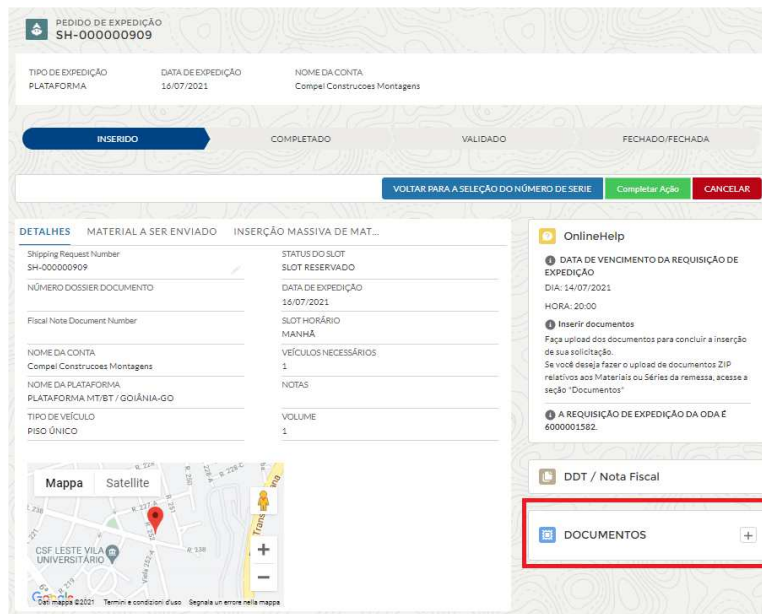 PEDIDO DE EXPEDIÇÃO
SH-000000909
TIPO DE EXPEDIÇÃO
PLATAFORMA
DATA DE EXPEDIÇÃO
16/07/2021
NOME DA CONTA
Compel Construcoes Montagens
INSERIDO
COMPLETADO
VALIDADO
FECHADO/FECHADA
VOLTAR PARA A SELEÇÃO DO NÚMERO DE SERIE
Completar Ação
CANCELAR
DETALHES
MATERIAL A SER ENVIADO
INSERÇÃO MASSIVA DE MAT...
Shipping Request Number
SH-000000909
STATUS DO SLOT
SLOT RESERVADO
NÚMERO DOSSIER DOCUMENTO
DATA DE EXPEDIÇÃO
16/07/2021
Fiscal Note Document Number
SLOT HORÁRIO
MANHÃ
NOME DA CONTA
Compel Construcoes Montagens
VEÍCULOS NECESSÁRIOS
1
NOME DA PLATAFORMA
PLATAFORMA MT/BT / GOIÂNIA-GO
NOTAS
TIPO DE VEÍCULO
PISO ÚNICO
VOLUME
1
Mappa
Satellite
CSF LESTE VILA
UNIVERSITÁRIO
R. 227A
R. 338
Google
Dati mappa ©2021
Termini e condizioni d'uso
Segnala un errore nella mappa
OnlineHelp
DATA DE VENCIMENTO DA REQUISIÇÃO DE
EXPEDIÇÃO
DIA: 14/07/2021
HORA: 20:00
Inserir documentos
Faça upload dos documentos para concluir a inserção
de sua solicitação.
Se você deseja fazer o upload de documentos ZIP
relativos aos Materiais ou Séries da remessa, acesse a
seção "Documentos"
A REQUISIÇÃO DE EXPEDIÇÃO DA ODA É
6000001582.
DDT / Nota Fiscal
DOCUMENTOS